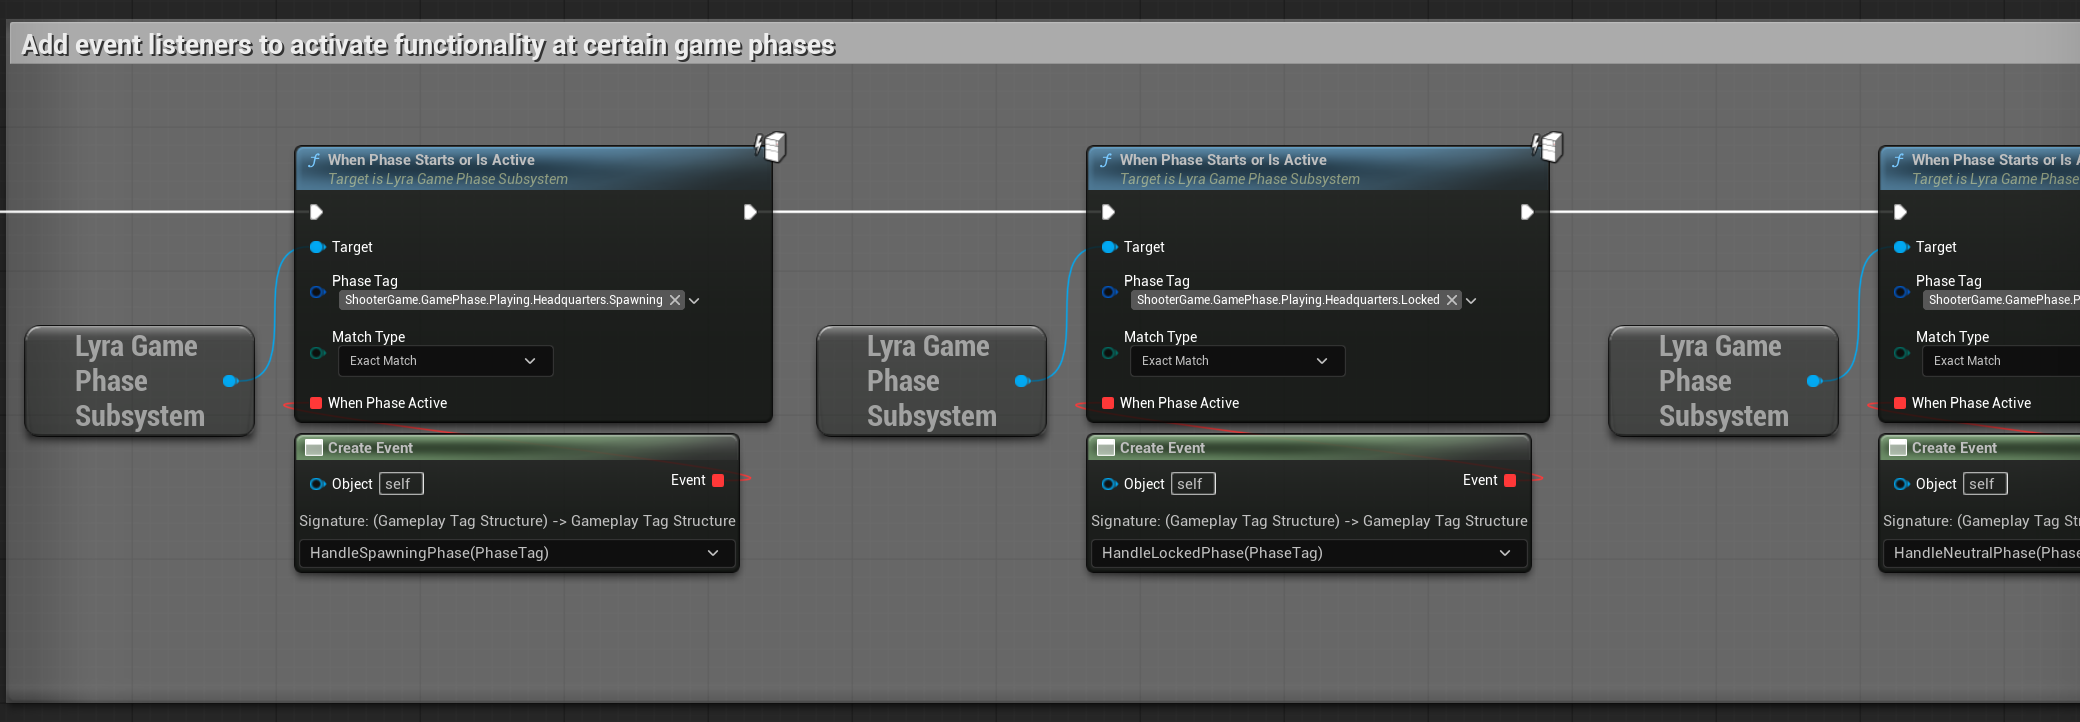 Add event listeners to activate functionality at certain game phases
When Phase Starts or Is Active
Target is Lyra Game Phase Subsystem
Target
Phase Tag
ShooterGame.GamePhase.Playing.Headquarters.Spawning
Match Type
Exact Match
When Phase Active
Lyra Game
Phase
Subsystem
Create Event
Object self
Event
Signature: (Gameplay Tag Structure) -> Gameplay Tag Structure
HandleSpawningPhase(PhaseTag)
When Phase Starts or Is Active
Target is Lyra Game Phase Subsystem
Target
Phase Tag
ShooterGame.GamePhase.Playing.Headquarters.Locked
Match Type
Exact Match
When Phase Active
Lyra Game
Phase
Subsystem
Create Event
Object self
Event
Signature: (Gameplay Tag Structure) -> Gameplay Tag Structure
HandleLockedPhase(PhaseTag)
When Phase Starts or Is
Target is Lyra Game Phase
Target
Phase Tag
ShooterGame.GamePhase.P
Match Type
Exact Match
When Phase Active
Lyra Game
Phase
Subsystem
Create Event
Object self
Signature: (Gameplay Tag St
HandleNeutralPhase(Phase